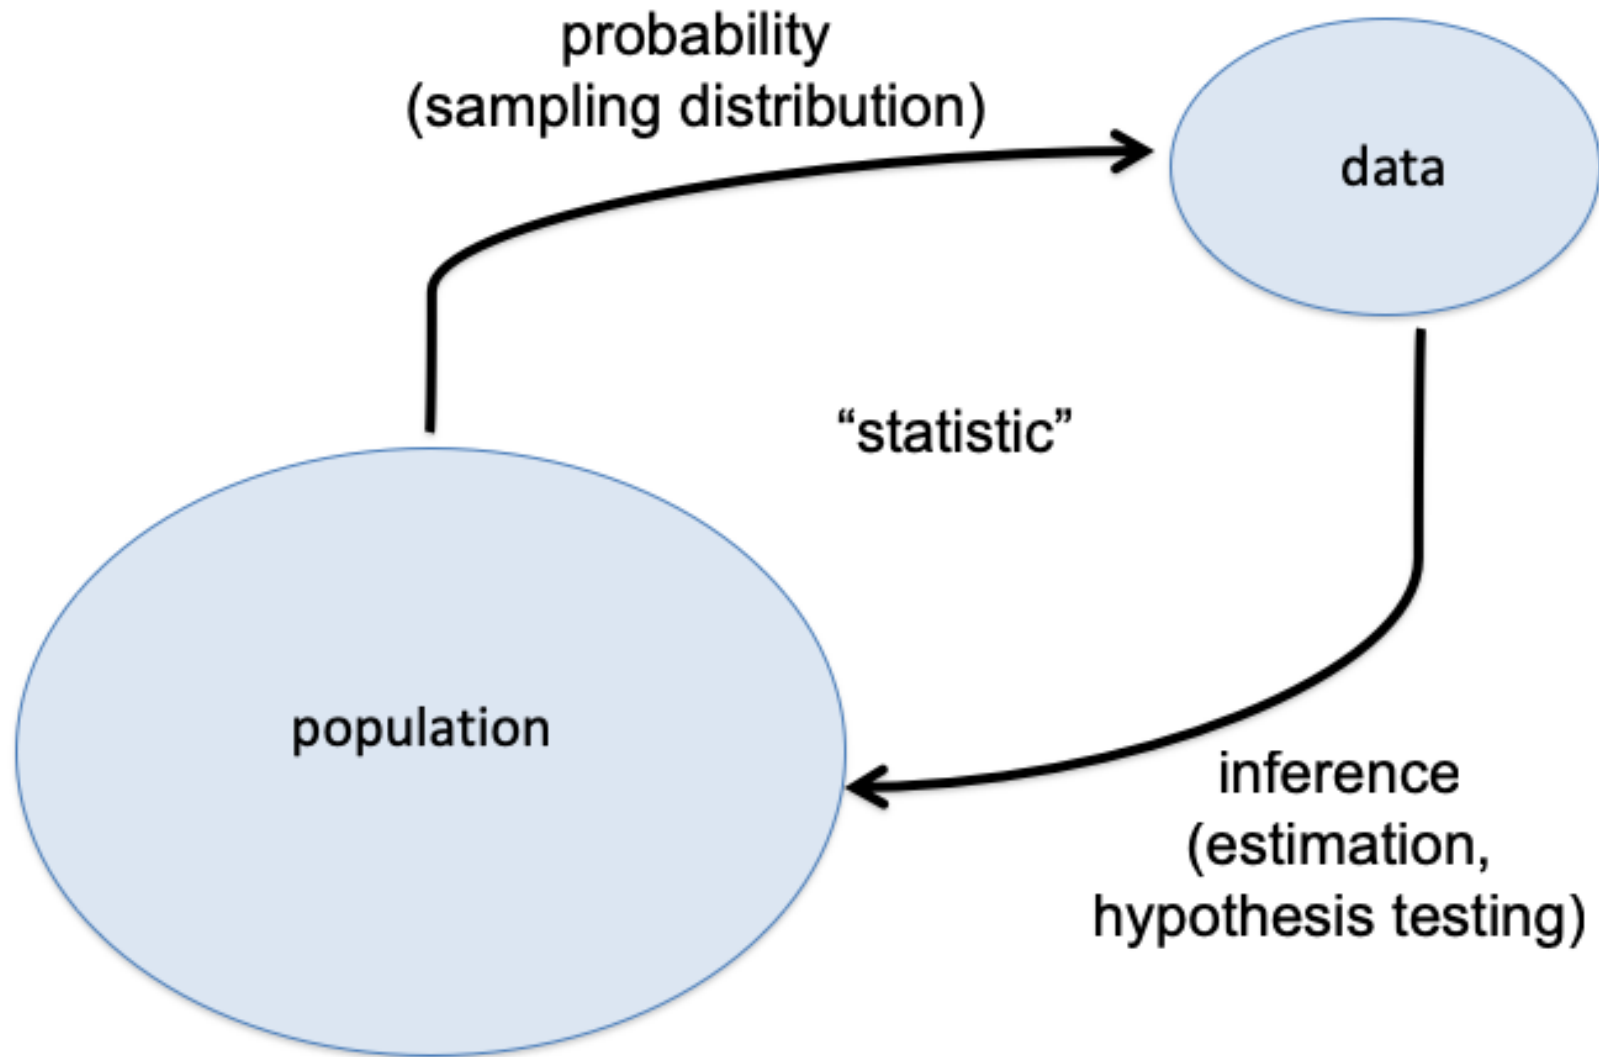 probability
(sampling distribution)
data
“statistic”
population
inference
(estimation,
hypothesis testing)